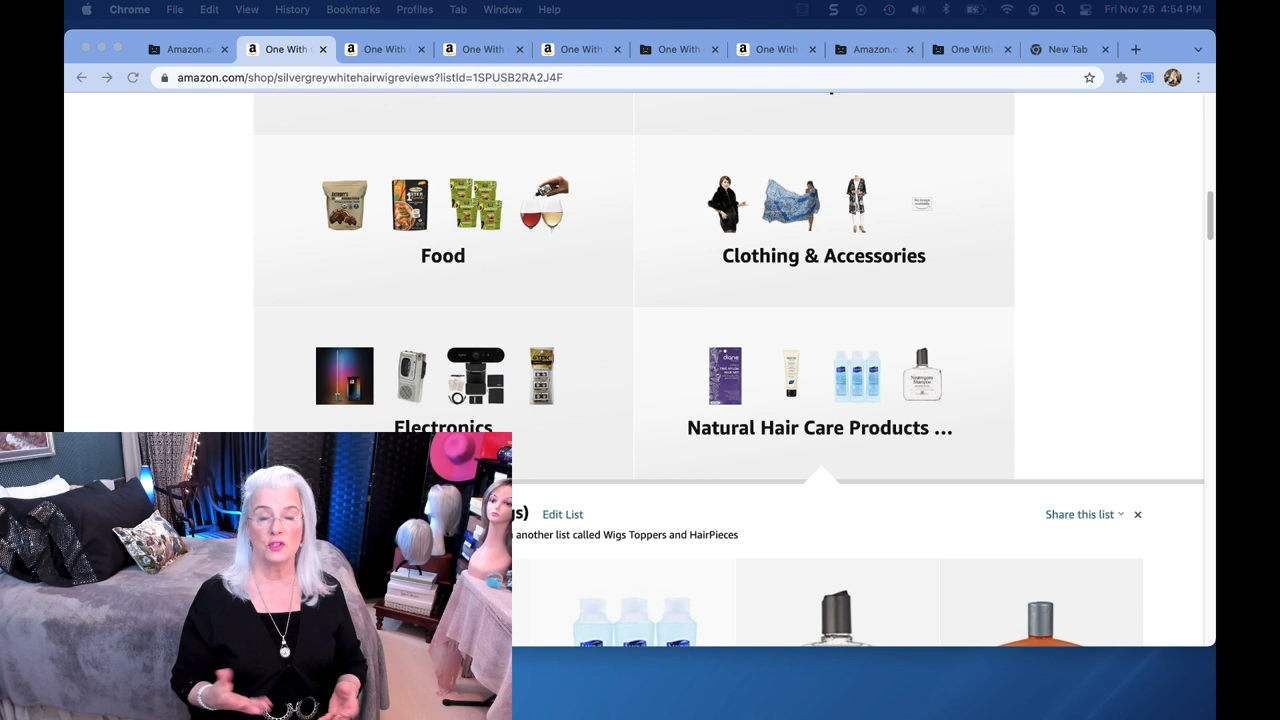 Chrome File Edit View History Bookmarks Profiles Tab Window Help Fri Nov 26 4:54 PM
Amazon.c One With One With One With One With One With One With Amazon.c One With New Tab
amazon.com/shop/silvergreywhitehairwigreviews?listId=1SPUSB2RA2J4F
Food
Clothing & Accessories
Electronics
Natural Hair Care Products ...
gs) Edit List
Share this list
another list called Wigs Toppers and HairPieces